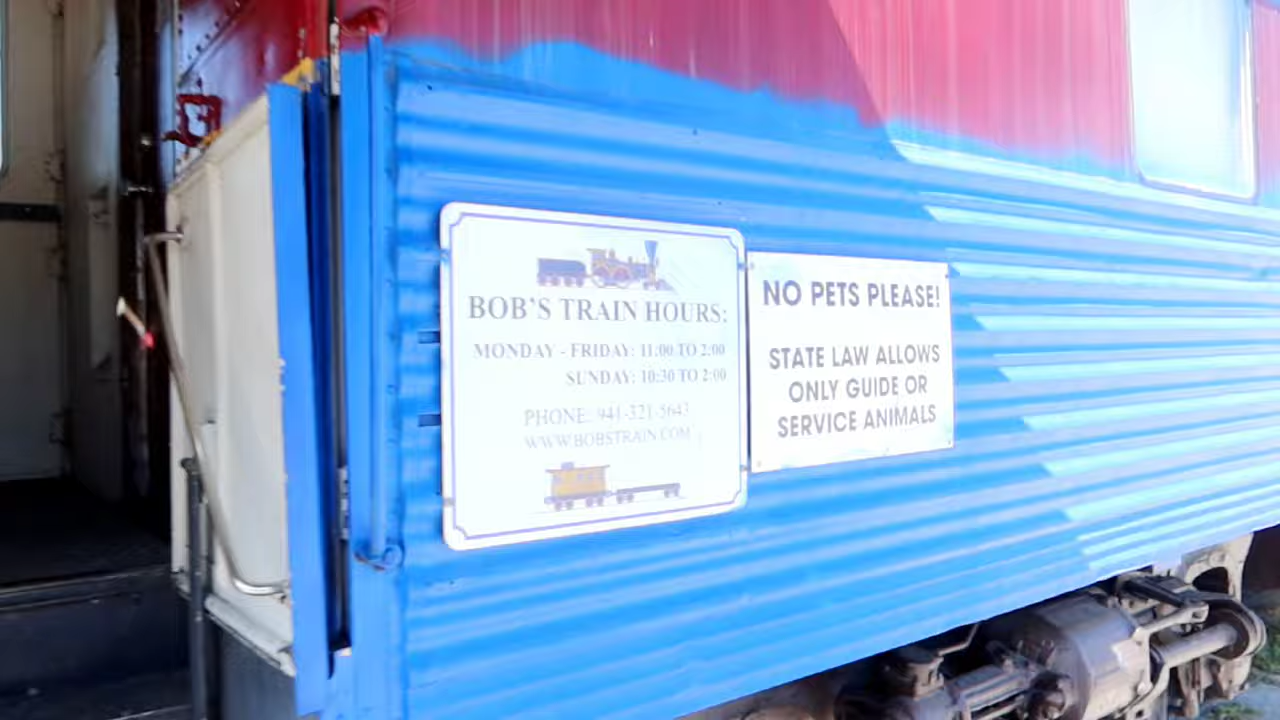 BOB'S TRAIN HOURS:
MONDAY - FRIDAY: 11:00 TO 2:00
SUNDAY: 10:30 TO 2:00
PHONE: 941-321-5643
WWW.BOBSTRAIN.COM
NO PETS PLEASE!
STATE LAW ALLOWS
ONLY GUIDE OR
SERVICE ANIMALS